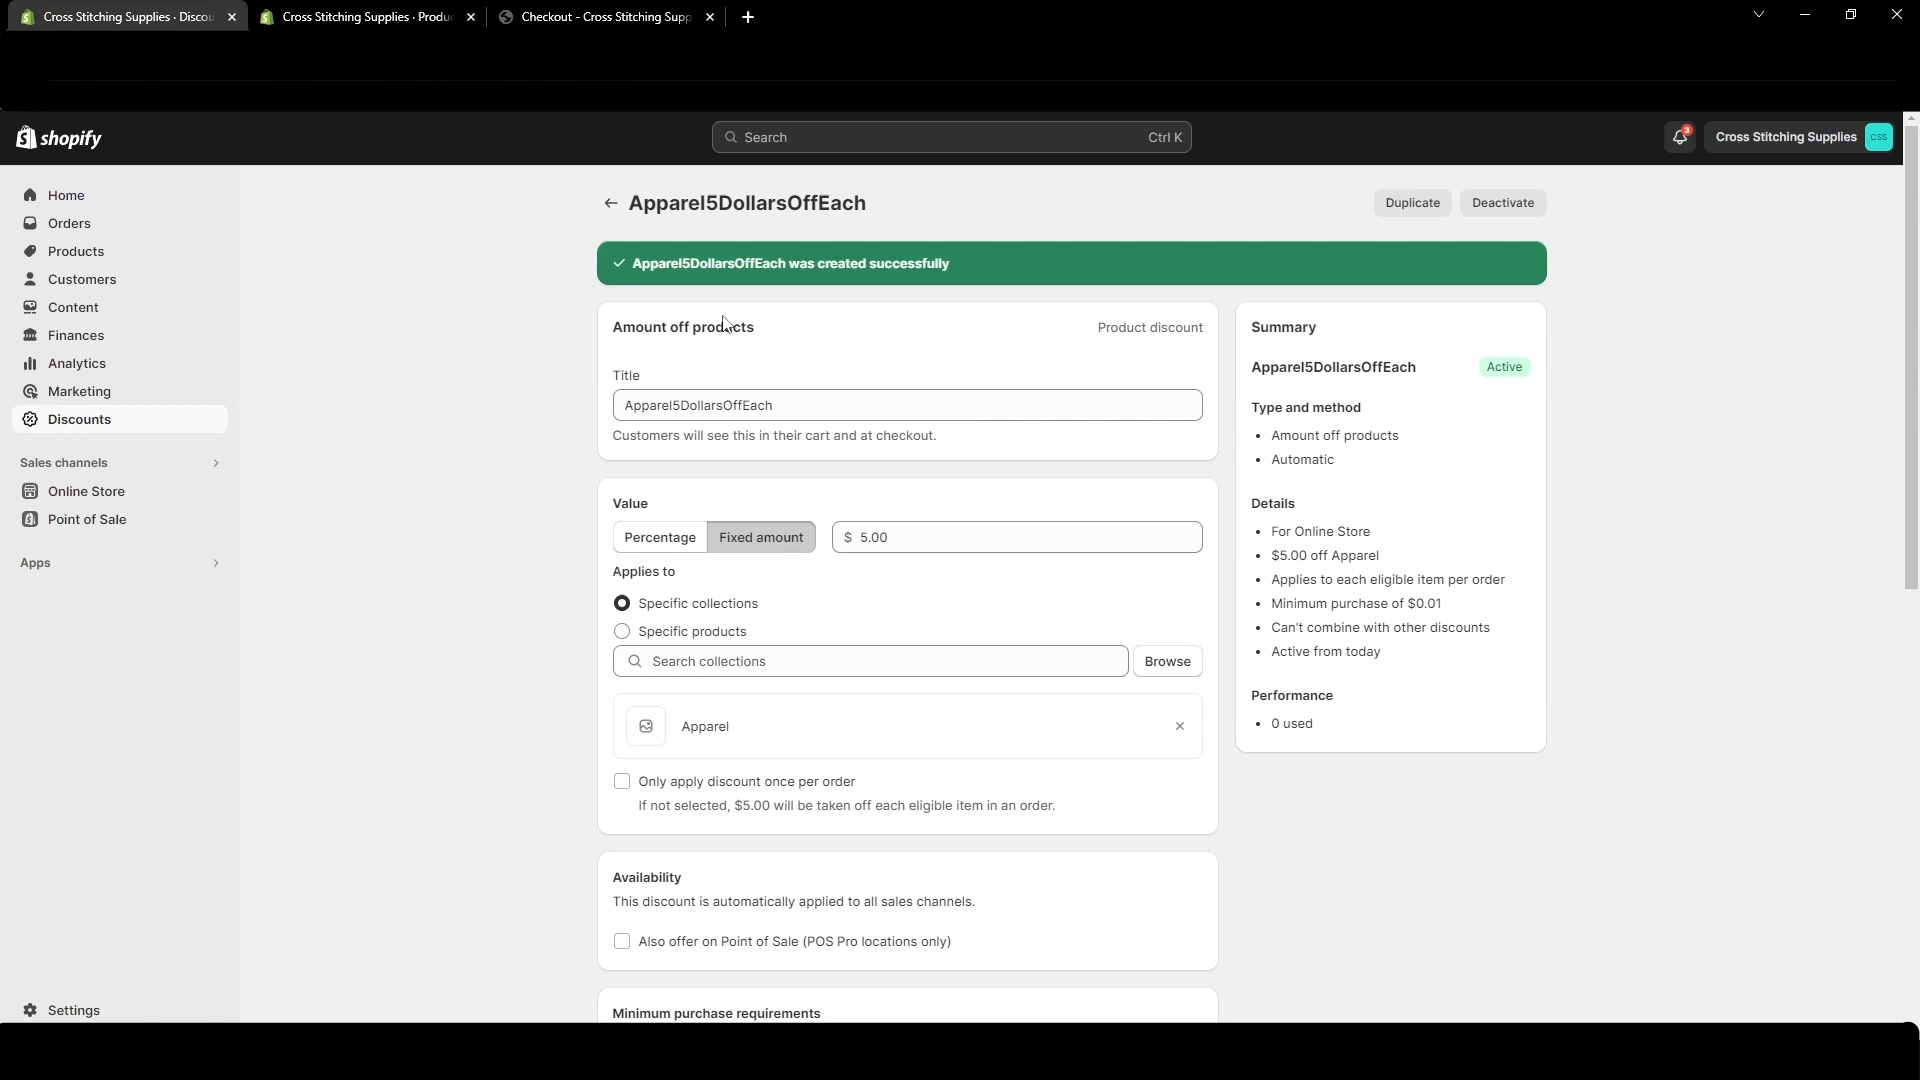 Cross Stitching Supplies · Discou
Cross Stitching Supplies · Produc
Checkout - Cross Stitching Supp
shopify
Search
Ctrl K
3
Cross Stitching Supplies
CSS
Home
Orders
Products
Customers
Content
Finances
Analytics
Marketing
Discounts
Sales channels
Online Store
Point of Sale
Apps
Settings
Apparel5DollarsOffEach
Duplicate
Deactivate
Apparel5DollarsOffEach was created successfully
Amount off products
Product discount
Title
Apparel5DollarsOffEach
Customers will see this in their cart and at checkout.
Value
Percentage
Fixed amount
$ 5.00
Applies to
Specific collections
Specific products
Search collections
Browse
Apparel
Only apply discount once per order
If not selected, $5.00 will be taken off each eligible item in an order.
Availability
This discount is automatically applied to all sales channels.
Also offer on Point of Sale (POS Pro locations only)
Minimum purchase requirements
Summary
Apparel5DollarsOffEach
Active
Type and method
• Amount off products
• Automatic
Details
• For Online Store
• $5.00 off Apparel
• Applies to each eligible item per order
• Minimum purchase of $0.01
• Can't combine with other discounts
• Active from today
Performance
• 0 used